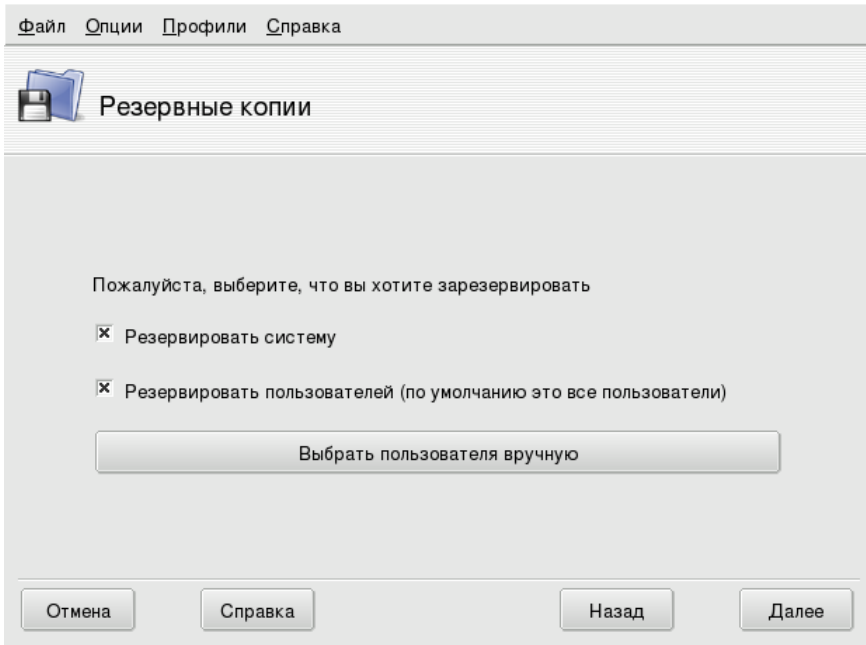 Файл Опции Профили Справка
Резервные копии
Пожалуйста, выберите, что вы хотите зарезервировать
Резервировать систему
Резервировать пользователей (по умолчанию это все пользователи)
Выбрать пользователя вручную
Отмена Справка Назад Далее